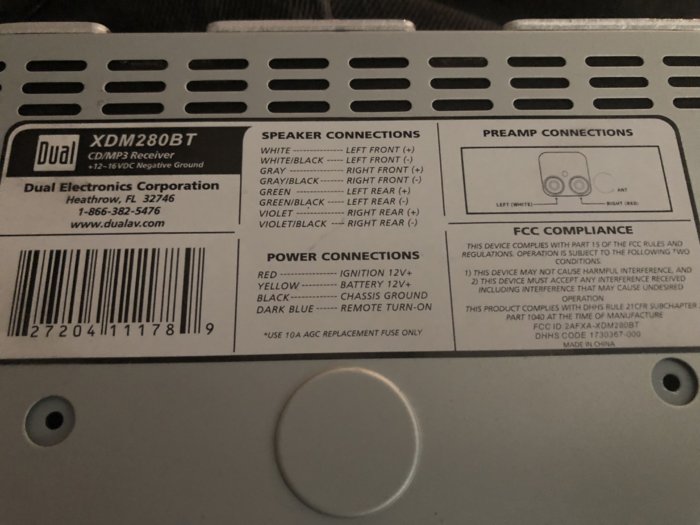 Dual
XDM280BT
CD/MP3 Receiver
+12~16VDC Negative Ground
Dual Electronics Corporation
Heathrow, FL 32746
1-866-382-5476
www.dualav.com
27204 11178 9
SPEAKER CONNECTIONS
WHITE ---------- LEFT FRONT (+)
WHITE/BLACK ---- LEFT FRONT (-)
GRAY ---------- RIGHT FRONT (+)
GRAY/BLACK ---- RIGHT FRONT (-)
GREEN ---------- LEFT REAR (+)
GREEN/BLACK ---- LEFT REAR (-)
VIOLET ---------- RIGHT REAR (+)
VIOLET/BLACK ---- RIGHT REAR (-)
POWER CONNECTIONS
RED ---------- IGNITION 12V+
YELLOW ---------- BATTERY 12V+
BLACK ---------- CHASSIS GROUND
DARK BLUE ------ REMOTE TURN-ON
*USE 10A AGC REPLACEMENT FUSE ONLY
PREAMP CONNECTIONS
ANT
LEFT (WHITE) RIGHT (RED)
FCC COMPLIANCE
THIS DEVICE COMPLIES WITH PART 15 OF THE FCC RULES AND
REGULATIONS. OPERATION IS SUBJECT TO THE FOLLOWING TWO
CONDITIONS.
1) THIS DEVICE MAY NOT CAUSE HARMFUL INTERFERENCE, AND
2) THIS DEVICE MUST ACCEPT ANY INTERFERENCE RECEIVED
INCLUDING INTERFERENCE THAT MAY CAUSE UNDESIRED
OPERATION
THIS PRODUCT COMPLIES WITH DHHS RULE 21CFR SUBCHAPTER
PART 1040 AT THE TIME OF MANUFACTURE
FCC ID 2AFXA-XDM280BT
DHHS CODE 1730367-000
MADE IN CHINA